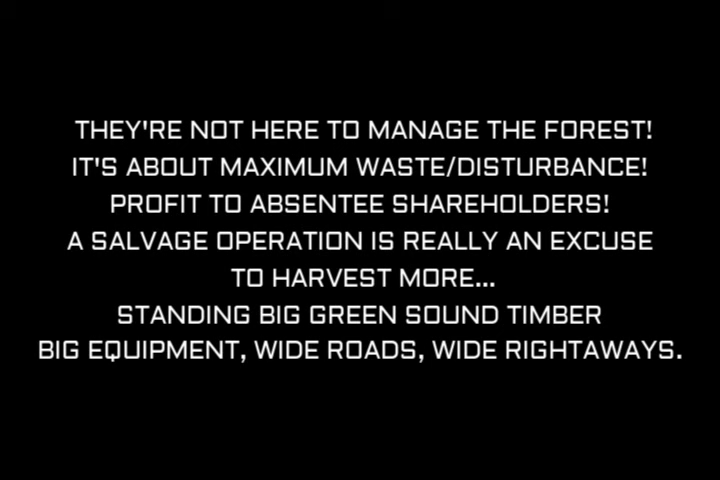 THEY'RE NOT HERE TO MANAGE THE FOREST!
IT'S ABOUT MAXIMUM WASTE/DISTURBANCE!
PROFIT TO ABSENTEE SHAREHOLDERS!
A SALVAGE OPERATION IS REALLY AN EXCUSE
TO HARVEST MORE...
STANDING BIG GREEN SOUND TIMBER
BIG EQUIPMENT, WIDE ROADS, WIDE RIGHTAWAYS.